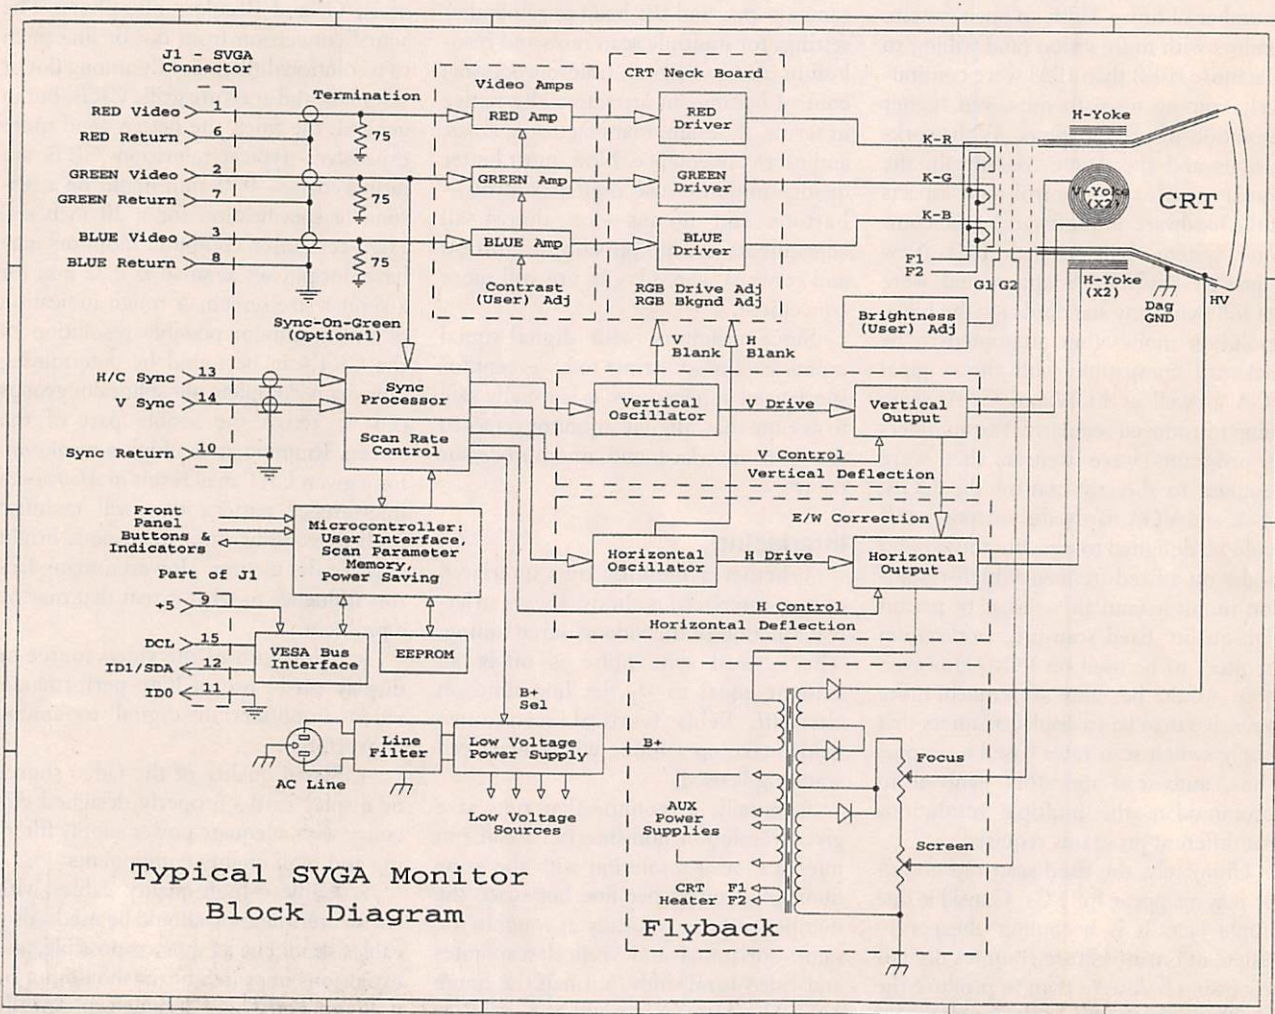 J1 - SVGA
Connector
RED Video
1
RED Return
6
GREEN Video
2
GREEN Return
7
BLUE Video
3
BLUE Return
8
Termination
75
75
75
Sync-On-Green
(Optional)
Video Amps
RED Amp
GREEN Amp
BLUE Amp
Contrast
(User) Adj
CRT Neck Board
RED
Driver
GREEN
Driver
BLUE
Driver
RGB Drive Adj
RGB Bkgnd Adj
V
Blank
H
Blank
K-R
K-G
K-B
F1
F2
G1
G2
H-Yoke
V-Yoke
(X2)
H-Yoke
(X2)
CRT
Dag
GND
HV
Brightness
(User) Adj
H/C Sync
13
V Sync
14
Sync Return
10
Sync
Processor
Scan Rate
Control
Vertical
Oscillator
V Drive
Vertical
Output
V Control
Vertical Deflection
E/W Correction
Horizontal
Oscillator
H Drive
Horizontal
Output
H Control
Horizontal Deflection
Front
Panel
Buttons &
Indicators
Microcontroller:
User Interface,
Scan Parameter
Memory,
Power Saving
Part of J1
+5
9
DCL
15
ID1/SDA
12
ID0
11
VESA Bus
Interface
EEPROM
B+
Sel
AC Line
Line
Filter
Low Voltage
Power Supply
Low Voltage
Sources
B+
AUX
Power
Supplies
CRT
Heater
F1
F2
Focus
Screen
Flyback
Typical SVGA Monitor
Block Diagram